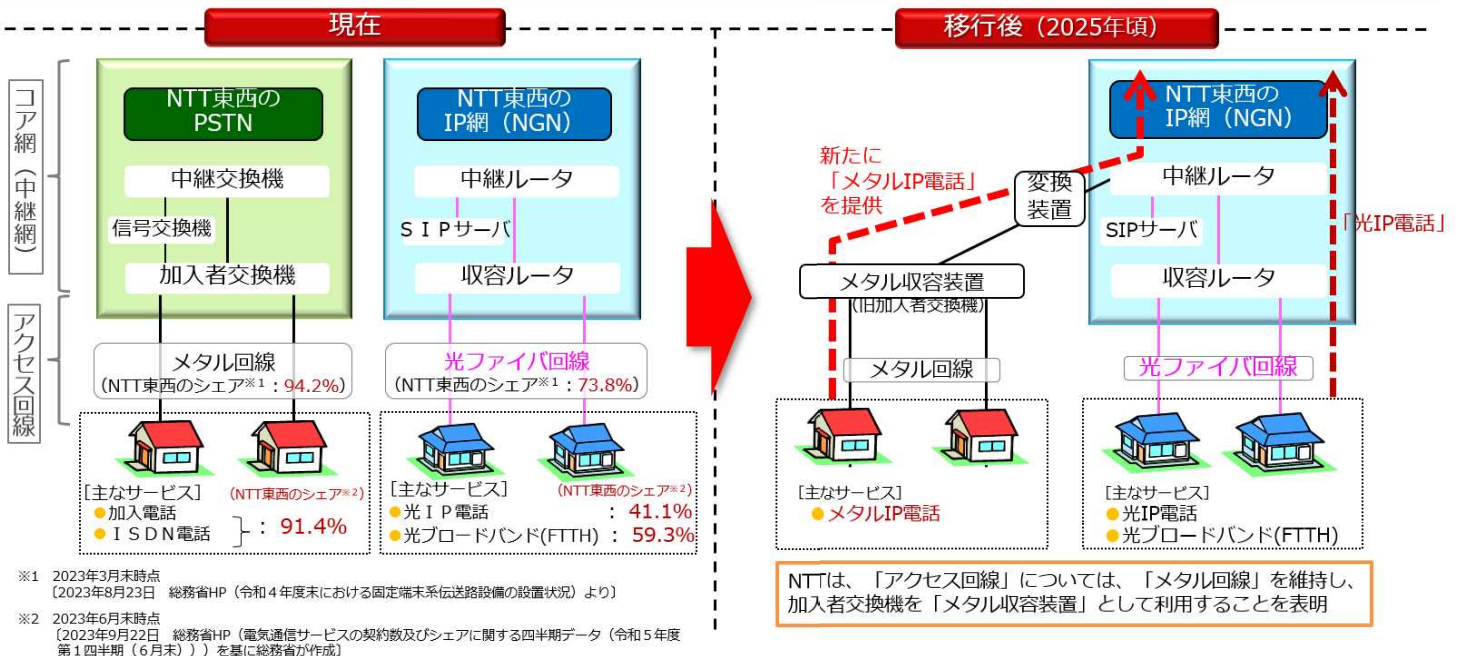 現在
コア網（中継網）
アクセス回線
NTT東西の
PSTN
中継交換機
信号交換機
加入者交換機
メタル回線
（NTT東西のシェア※1：94.2%）
[主なサービス]
（NTT東西のシェア※2）
●加入電話
●ＩＳＤＮ電話
：91.4%
NTT東西の
IP網（NGN）
中継ルータ
ＳＩＰサーバ
収容ルータ
光ファイバ回線
（NTT東西のシェア※1：73.8%）
[主なサービス]
（NTT東西のシェア※2）
●光ＩＰ電話 ：41.1%
●光ブロードバンド(FTTH)：59.3%
※1 2023年3月末時点
〔2023年8月23日 総務省HP（令和４年度末における固定端末系伝送路設備の設置状況）より〕
※2 2023年6月末時点
〔2023年9月22日 総務省HP（電気通信サービスの契約数及びシェアに関する四半期データ（令和５年度
第１四半期（６月末）））を基に総務省が作成〕
移行後（2025年頃）
新たに
「メタルIP電話」
を提供
変換
装置
メタル収容装置
（旧加入者交換機）
メタル回線
[主なサービス]
●メタルIP電話
NTT東西の
IP網（NGN）
中継ルータ
SIPサーバ
収容ルータ
「光IP電話」
光ファイバ回線
[主なサービス]
●光IP電話
●光ブロードバンド(FTTH)
NTTは、「アクセス回線」については、「メタル回線」を維持し、
加入者交換機を「メタル収容装置」として利用することを表明